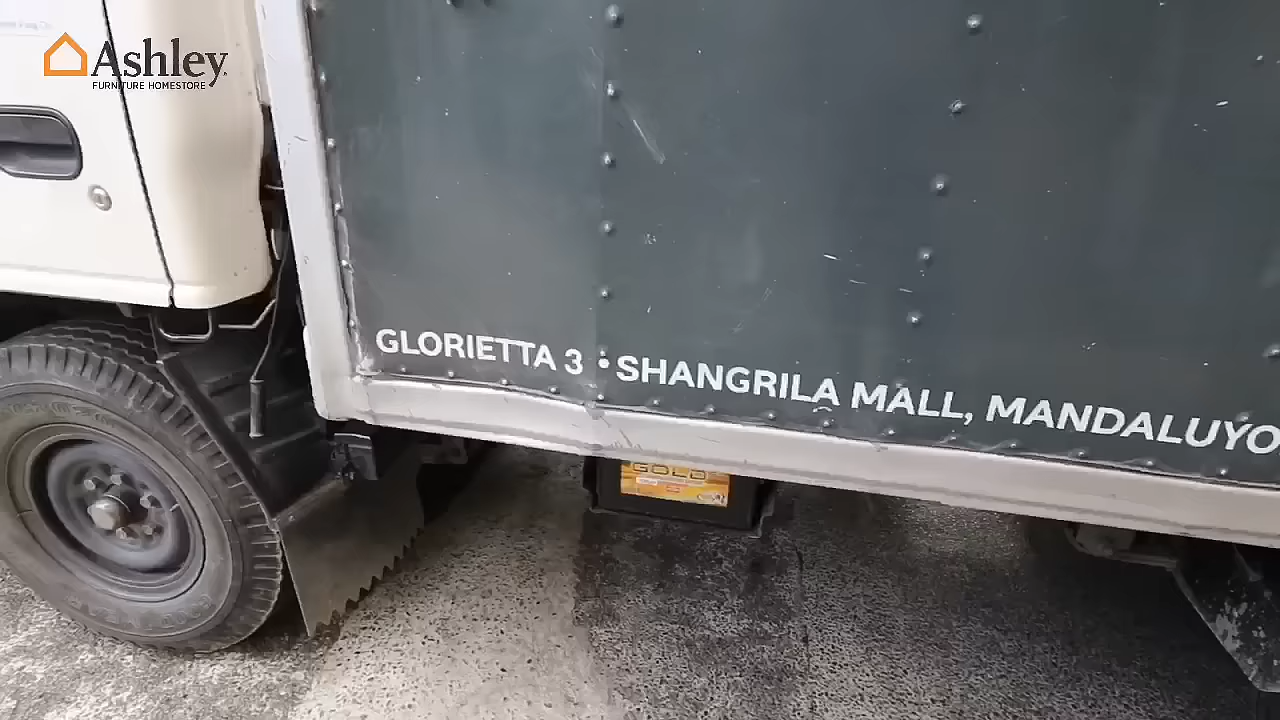 Ashley
FURNITURE HOMESTORE
GLORIETTA 3 • SHANGRILA MALL, MANDALUYO
GOLD